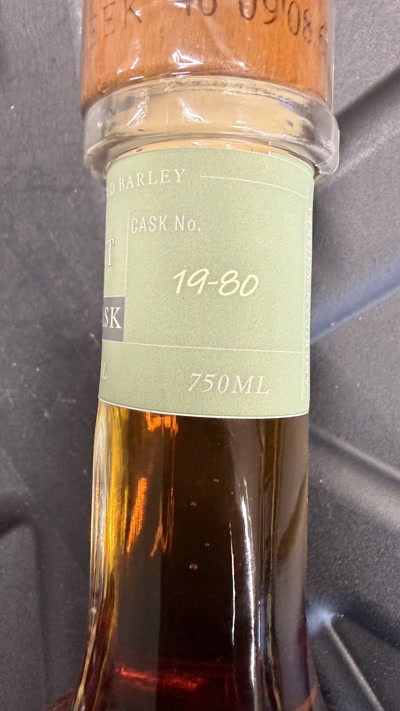 D BARLEY
CASK No.
T
19-80
SK
750ML